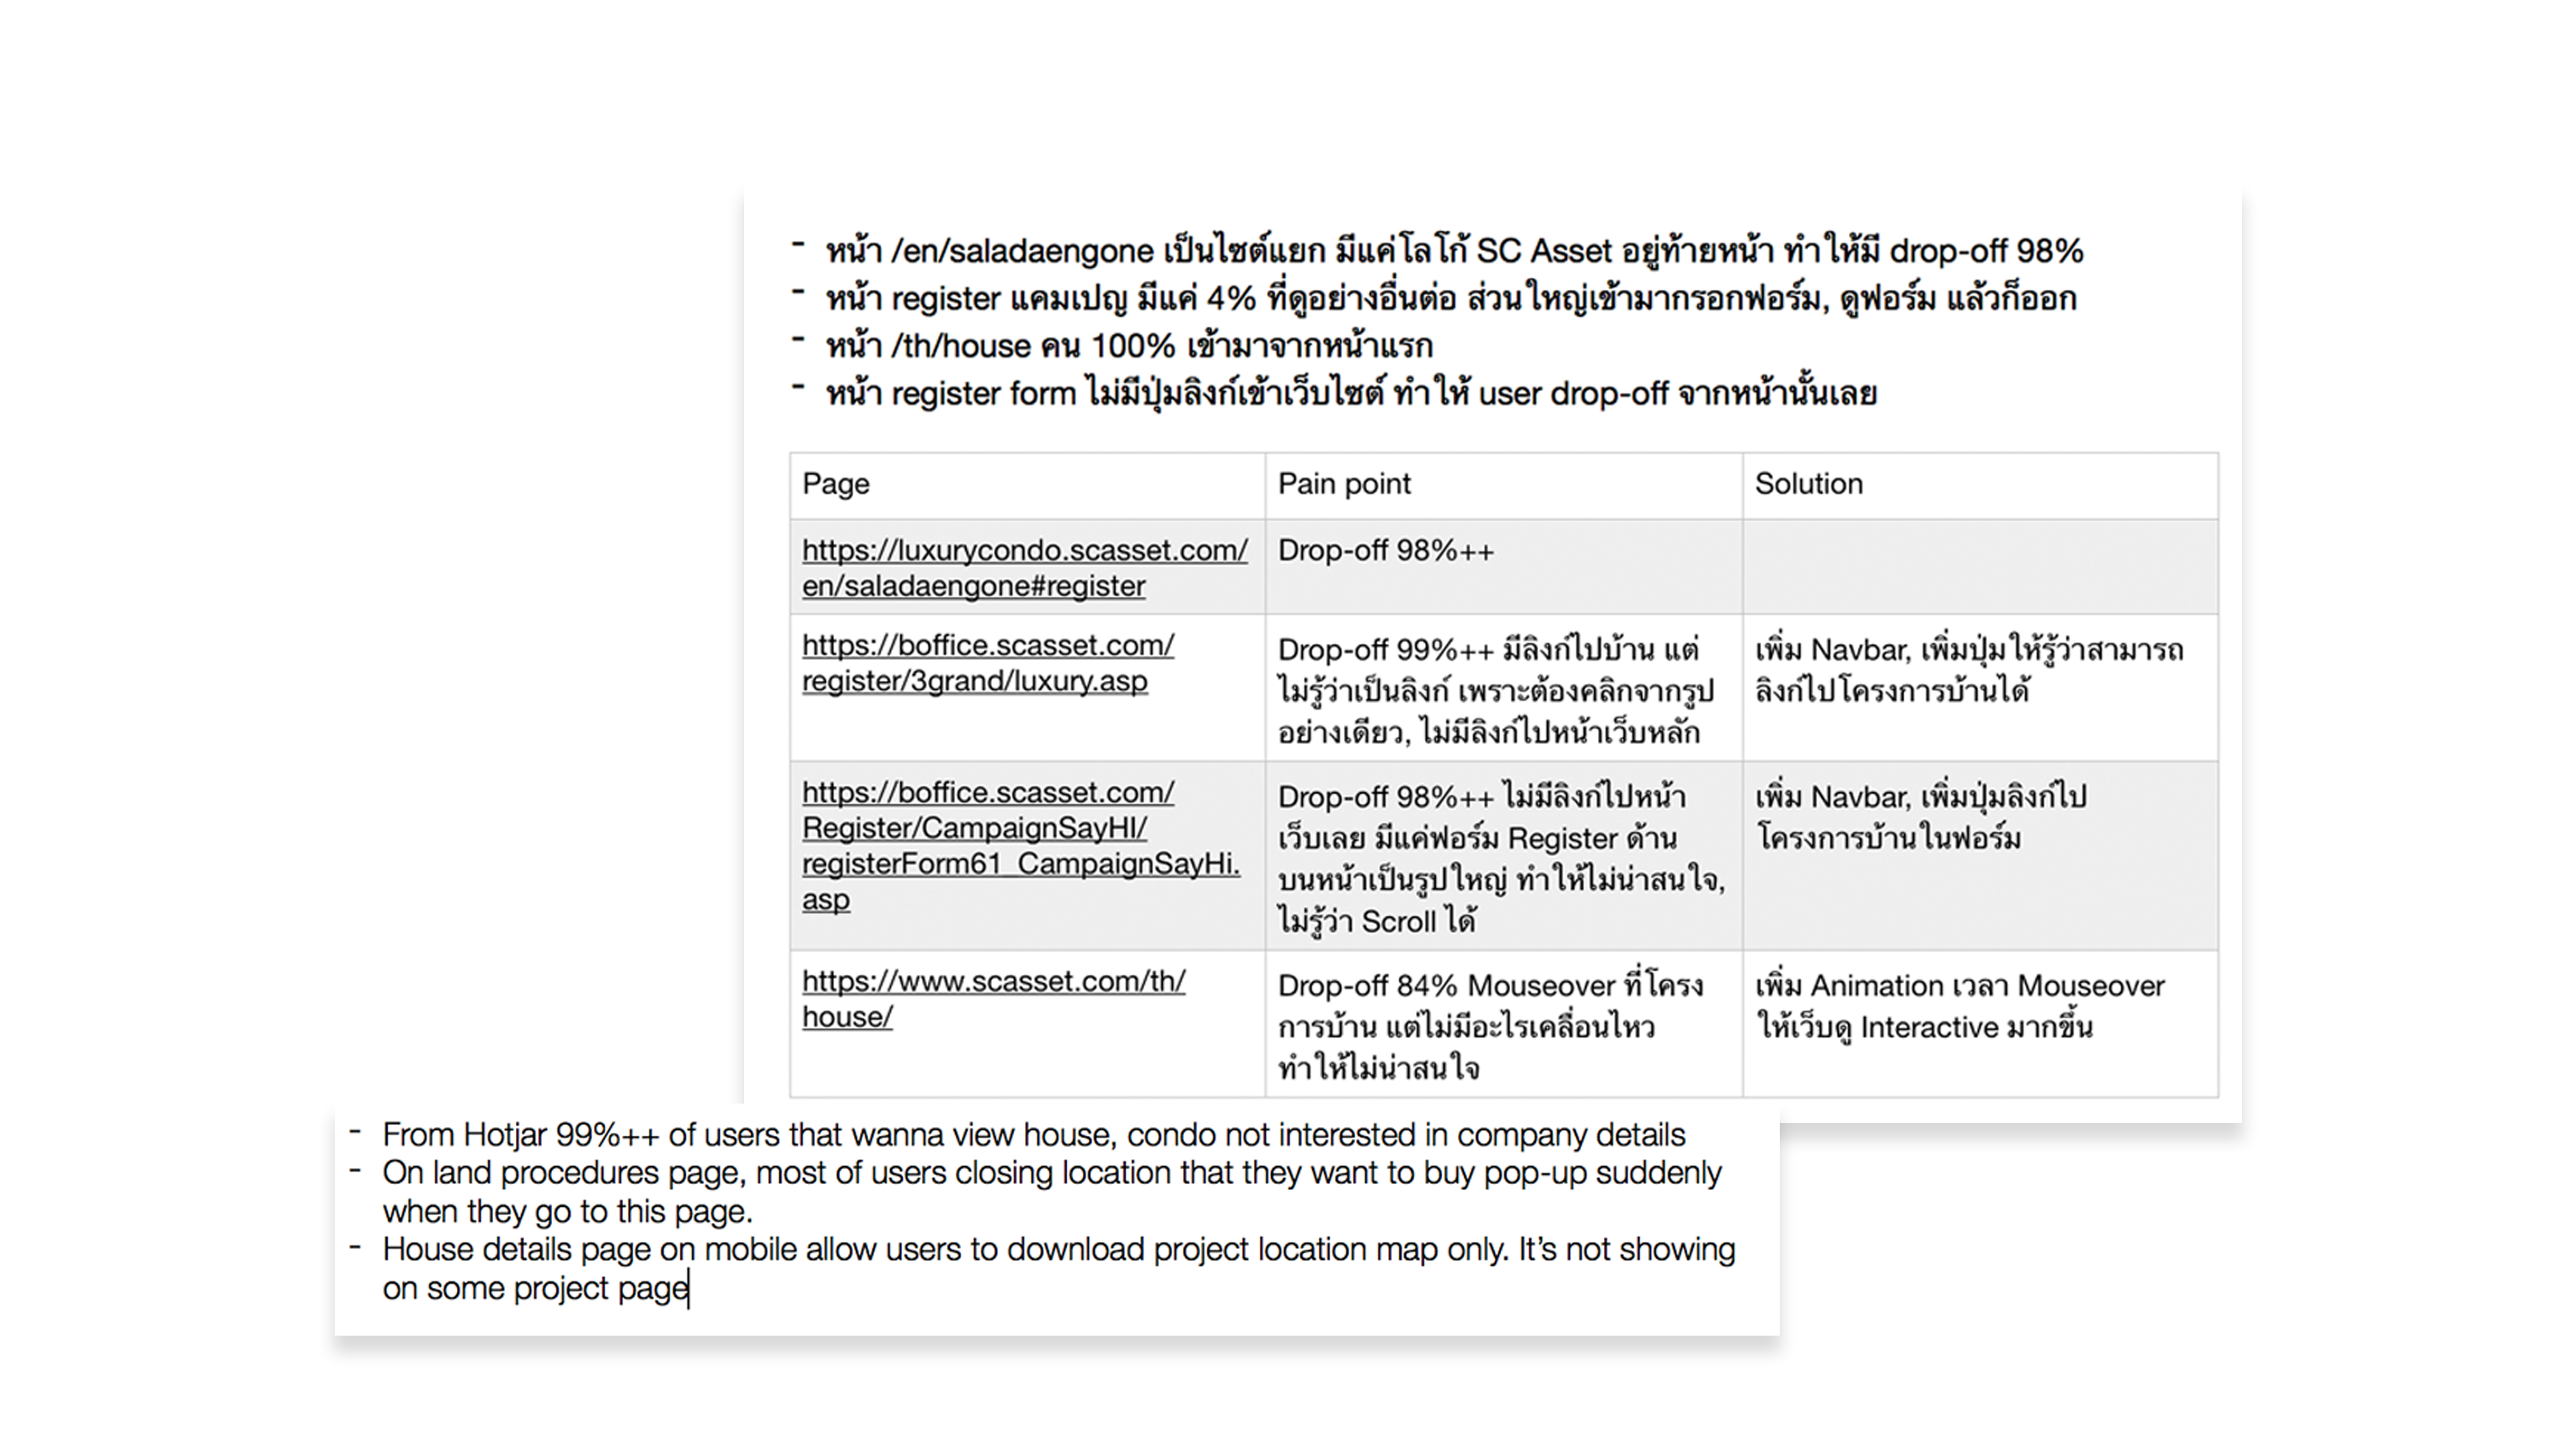 - หน้า /en/saladaengone เป็นไซต์แยก มีแค่โลโก้ SC Asset อยู่ท้ายหน้า ทำให้มี drop-off 98%
- หน้า register แคมเปญ มีแค่ 4% ที่ดูอย่างอื่นต่อ ส่วนใหญ่เข้ามากรอกฟอร์ม, ดูฟอร์ม แล้วก็ออก
- หน้า /th/house คน 100% เข้ามาจากหน้าแรก
- หน้า register form ไม่มีปุ่มลิงก์เข้าเว็บไซต์ ทำให้ user drop-off จากหน้านั้นเลย
Page
Pain point
Solution
https://luxurycondo.scasset.com/
en/saladaengone#register
Drop-off 98%++
https://boffice.scasset.com/
register/3grand/luxury.asp
Drop-off 99%++ มีลิงก์ไปบ้าน แต่
ไม่รู้ว่าเป็นลิงก์ เพราะต้องคลิกจากรูป
อย่างเดียว, ไม่มีลิงก์ไปหน้าเว็บหลัก
เพิ่ม Navbar, เพิ่มปุ่มให้รู้ว่าสามารถ
ลิงก์ไปโครงการบ้านได้
https://boffice.scasset.com/
Register/CampaignSayHI/
registerForm61_CampaignSayHi.
asp
Drop-off 98%++ ไม่มีลิงก์ไปหน้า
เว็บเลย มีแค่ฟอร์ม Register ด้าน
บนหน้าเป็นรูปใหญ่ ทำให้ไม่น่าสนใจ,
ไม่รู้ว่า Scroll ได้
เพิ่ม Navbar, เพิ่มปุ่มลิงก์ไป
โครงการบ้านในฟอร์ม
https://www.scasset.com/th/
house/
Drop-off 84% Mouseover ที่โครง
การบ้าน แต่ไม่มีอะไรเคลื่อนไหว
ทำให้ไม่น่าสนใจ
เพิ่ม Animation เวลา Mouseover
ให้เว็บดู Interactive มากขึ้น
- From Hotjar 99%++ of users that wanna view house, condo not interested in company details
- On land procedures page, most of users closing location that they want to buy pop-up suddenly
when they go to this page.
- House details page on mobile allow users to download project location map only. It's not showing
on some project page